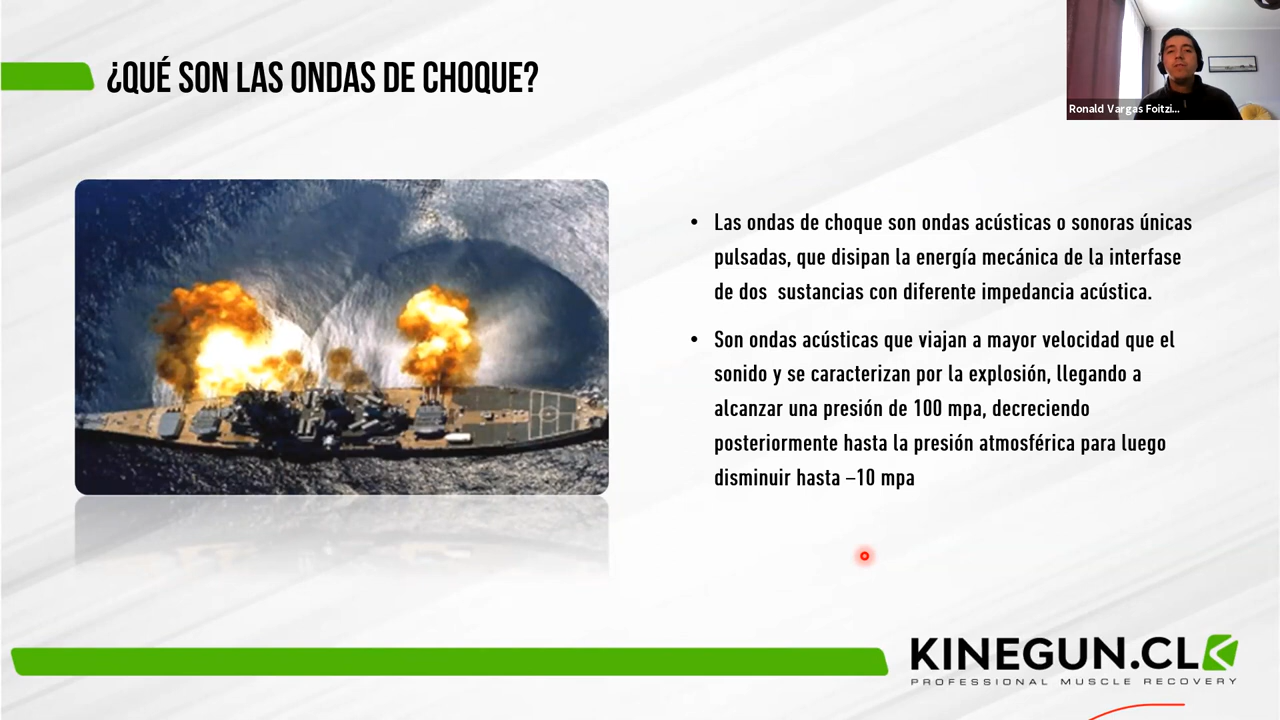 ¿QUÉ SON LAS ONDAS DE CHOQUE?
Ronald Vargas Foitzi...
• Las ondas de choque son ondas acústicas o sonoras únicas
pulsadas, que disipan la energía mecánica de la interfase
de dos sustancias con diferente impedancia acústica.
• Son ondas acústicas que viajan a mayor velocidad que el
sonido y se caracterizan por la explosión, llegando a
alcanzar una presión de 100 mpa, decreciendo
posteriormente hasta la presión atmosférica para luego
disminuir hasta –10 mpa
KINEGUN.CL
PROFESSIONAL MUSCLE RECOVERY